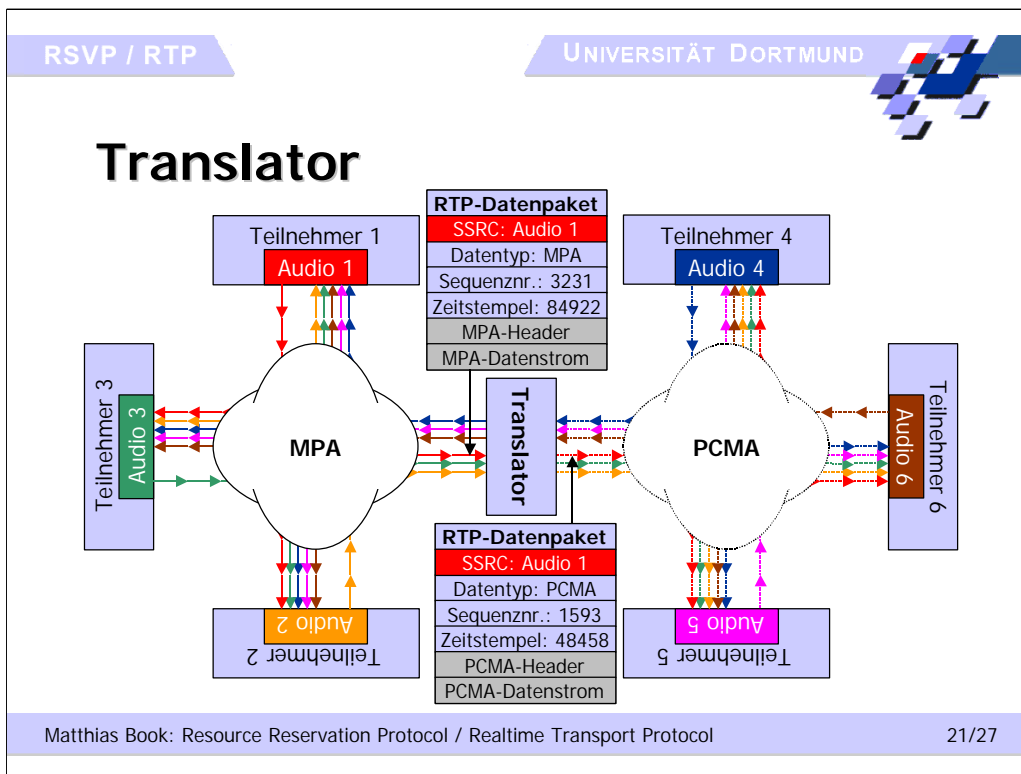 RSVP / RTP
UNIVERSITÄT DORTMUND
Translator
RTP-Datenpaket
SSRC: Audio 1
Datentyp: MPA
Sequenznr.: 3231
Zeitstempel: 84922
MPA-Header
MPA-Datenstrom
Teilnehmer 1
Audio 1
Teilnehmer 4
Audio 4
Teilnehmer 3
Audio 3
MPA
Translator
PCMA
Audio 6
Teilnehmer 6
RTP-Datenpaket
SSRC: Audio 1
Datentyp: PCMA
Sequenznr.: 1593
Zeitstempel: 48458
PCMA-Header
PCMA-Datenstrom
Audio 2
Teilnehmer 2
Audio 5
Teilnehmer 5
Matthias Book: Resource Reservation Protocol / Realtime Transport Protocol
21/27